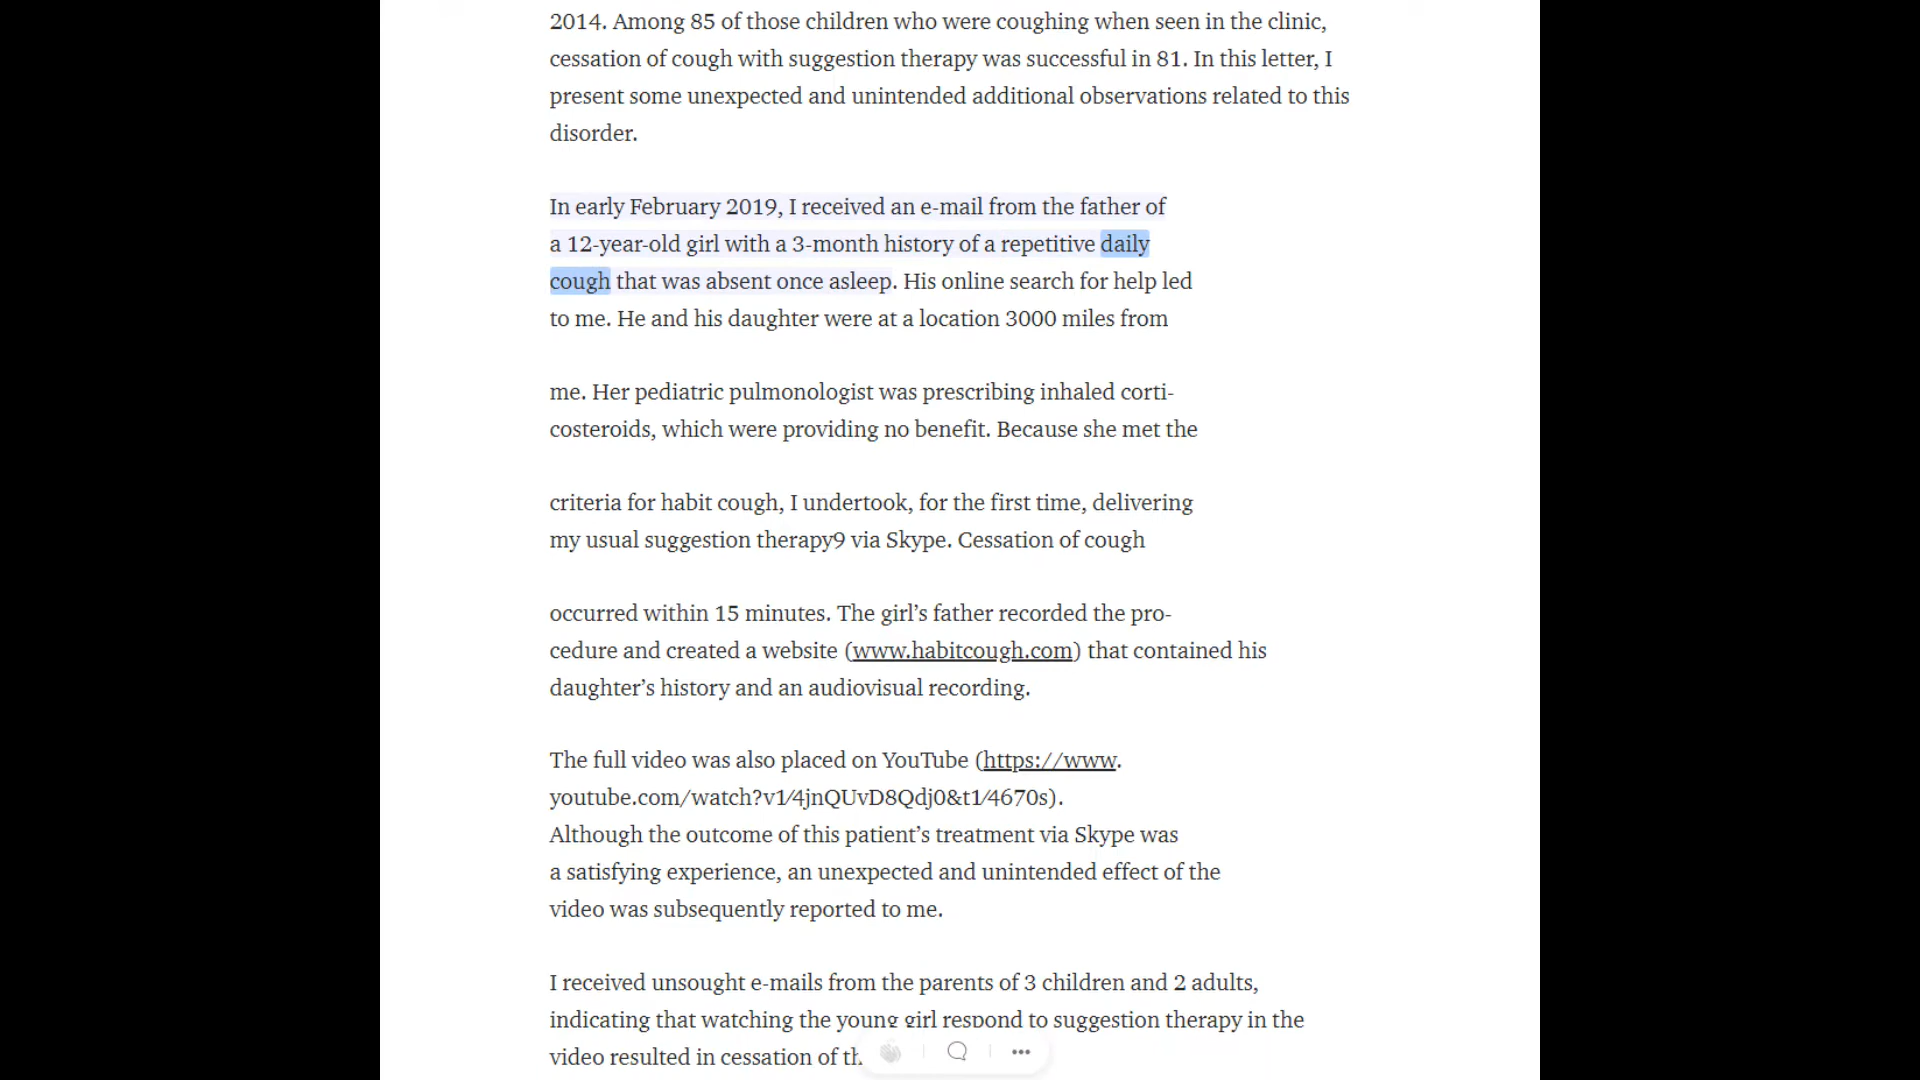 2014. Among 85 of those children who were coughing when seen in the clinic,
cessation of cough with suggestion therapy was successful in 81. In this letter, I
present some unexpected and unintended additional observations related to this
disorder.
In early February 2019, I received an e-mail from the father of
a 12-year-old girl with a 3-month history of a repetitive daily
cough that was absent once asleep. His online search for help led
to me. He and his daughter were at a location 3000 miles from
me. Her pediatric pulmonologist was prescribing inhaled corti-
costeroids, which were providing no benefit. Because she met the
criteria for habit cough, I undertook, for the first time, delivering
my usual suggestion therapy9 via Skype. Cessation of cough
occurred within 15 minutes. The girl’s father recorded the pro-
cedure and created a website (www.habitcough.com) that contained his
daughter’s history and an audiovisual recording.
The full video was also placed on YouTube (https://www.
youtube.com/watch?v1⁄4jnQUvD8Qdj0&t1⁄4670s).
Although the outcome of this patient’s treatment via Skype was
a satisfying experience, an unexpected and unintended effect of the
video was subsequently reported to me.
I received unsought e-mails from the parents of 3 children and 2 adults,
indicating that watching the young girl respond to suggestion therapy in the
video resulted in cessation of